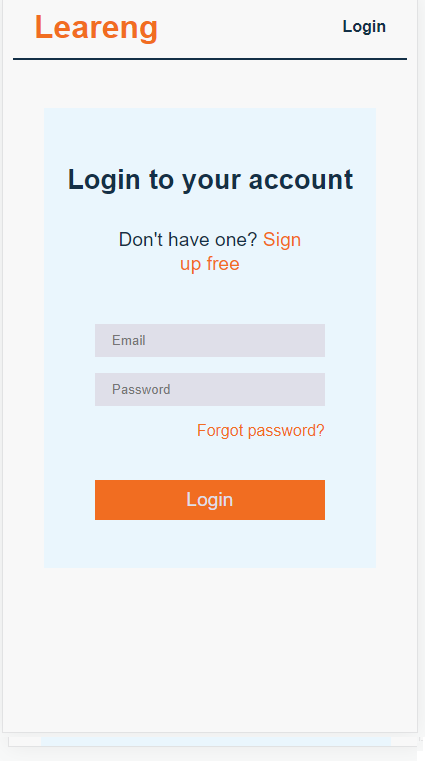 Leareng
Login
Login to your account
Don't have one? Sign
up free
Email
Password
Forgot password?
Login